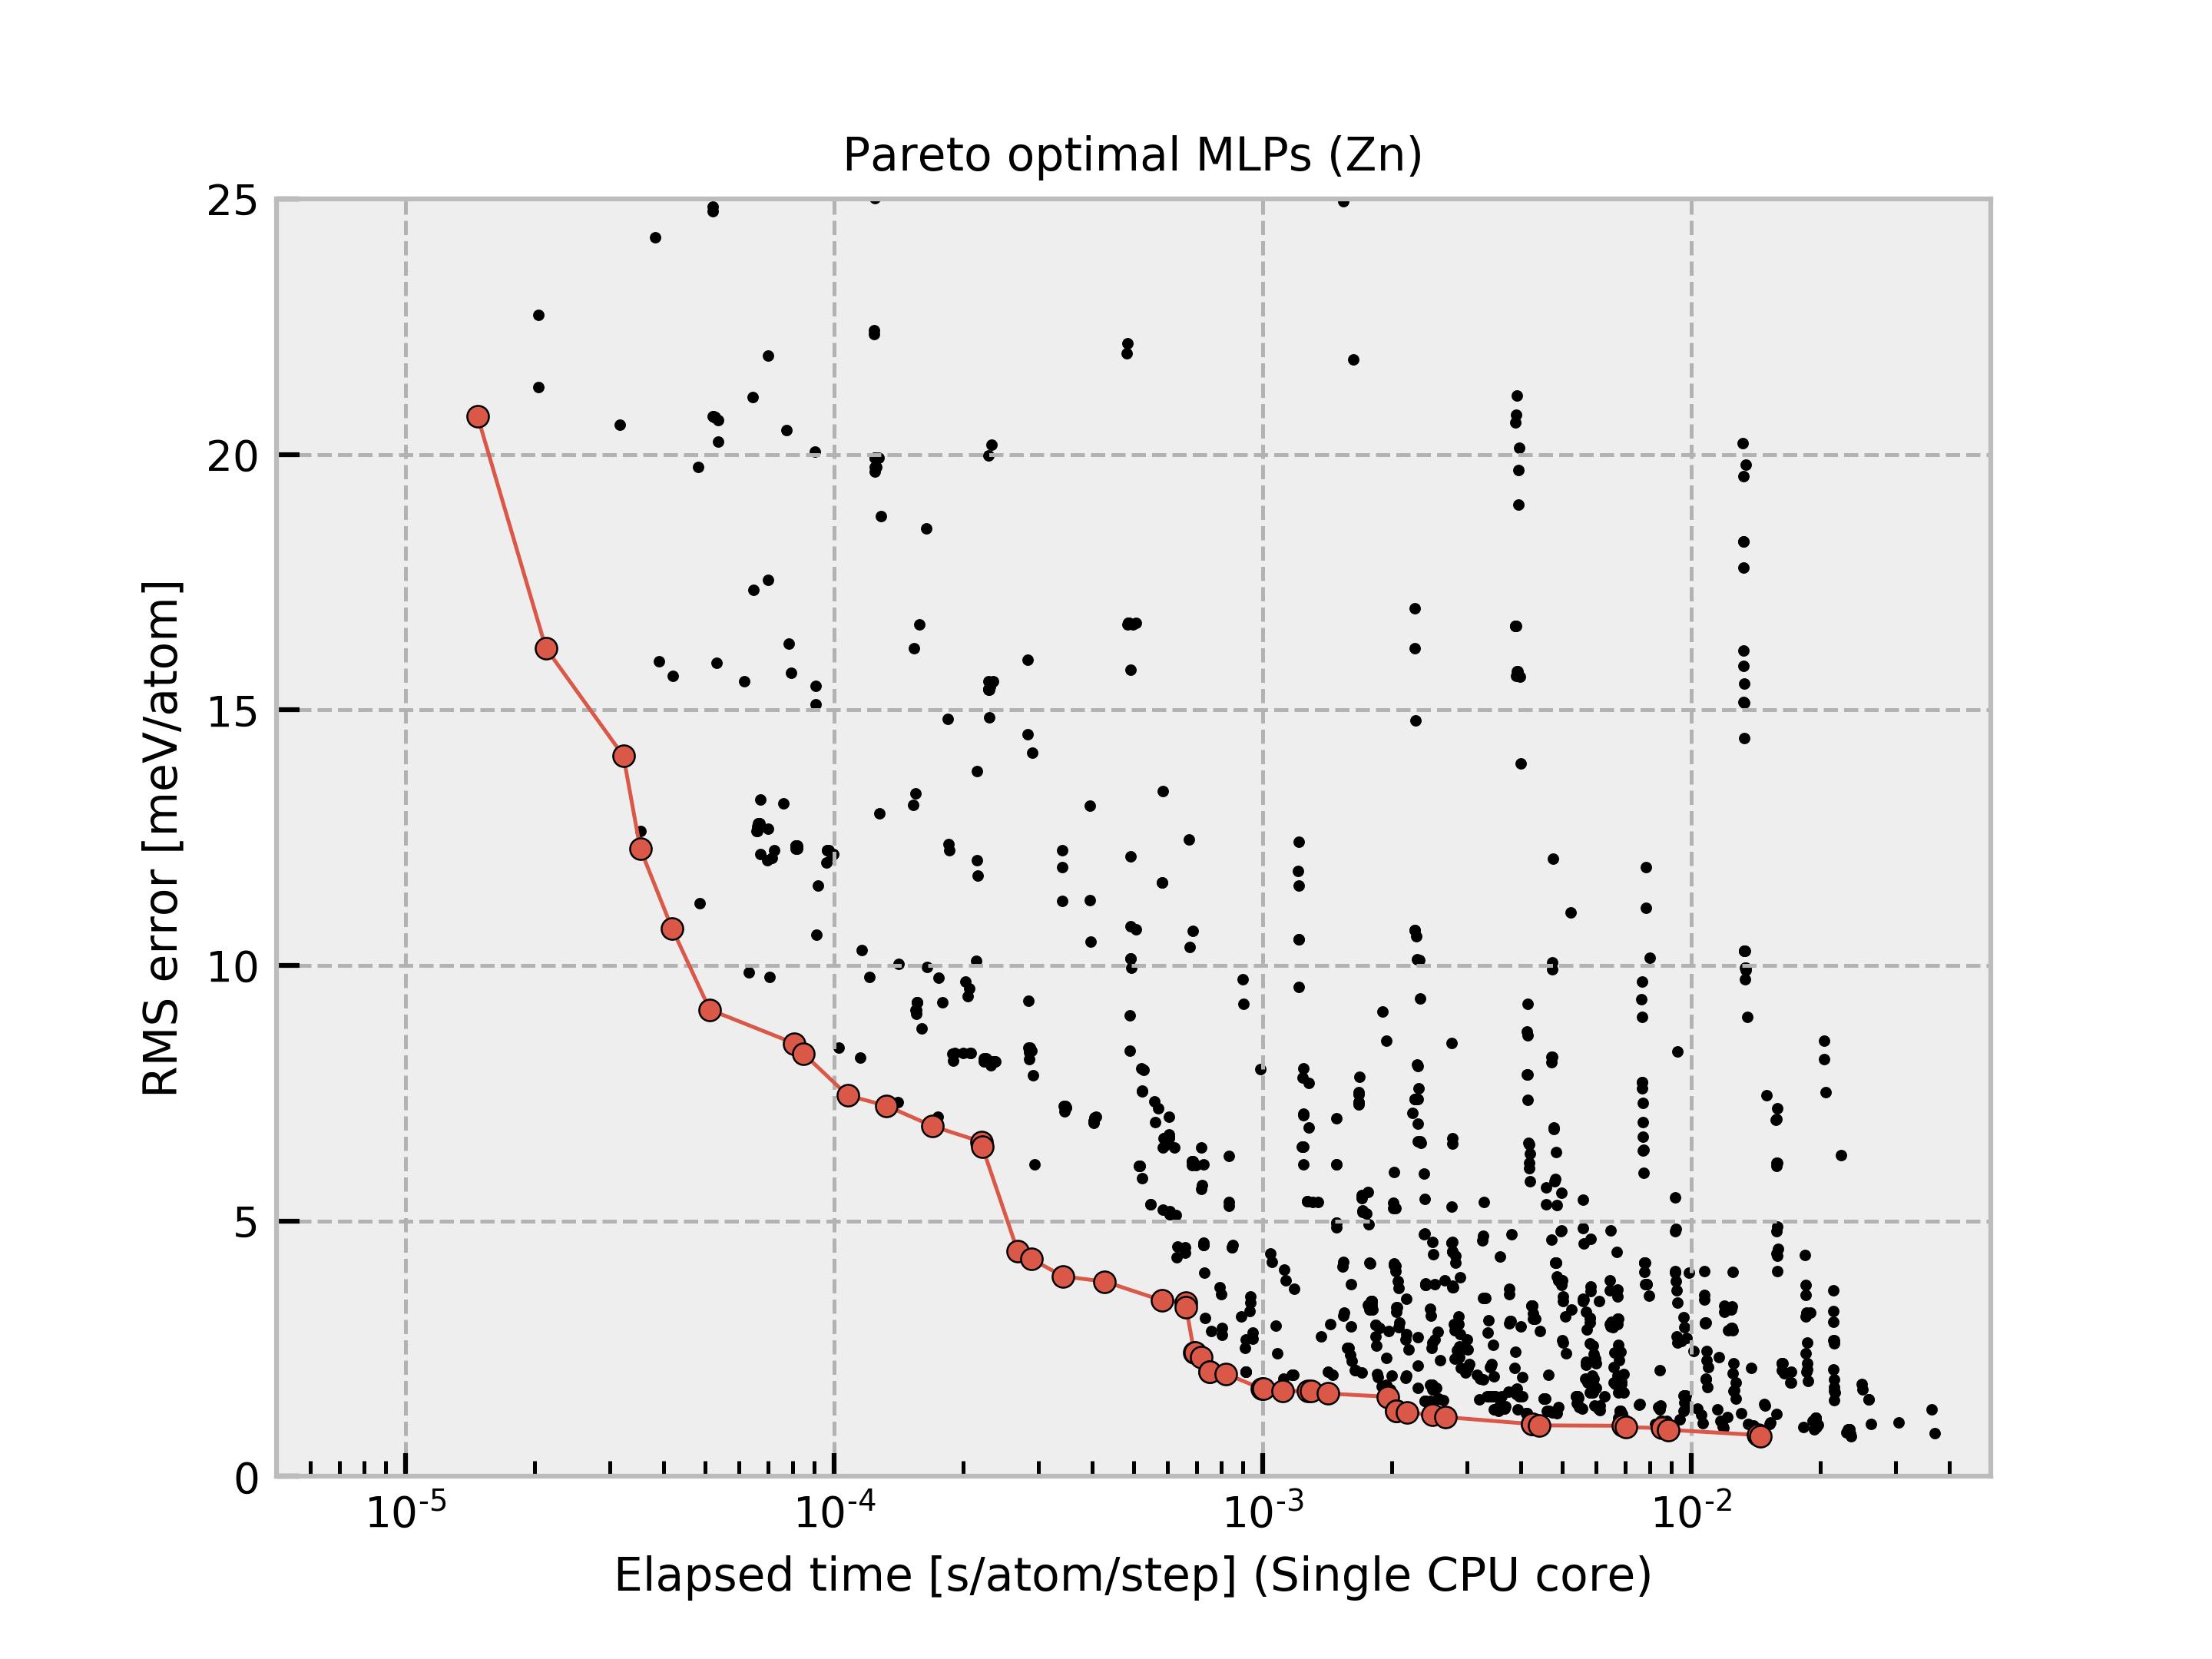 Pareto optimal MLPs (Zn)
25
20
15
10
5
0
RMS error [meV/atom]
10-5 10-4 10-3 10-2
Elapsed time [s/atom/step] (Single CPU core)